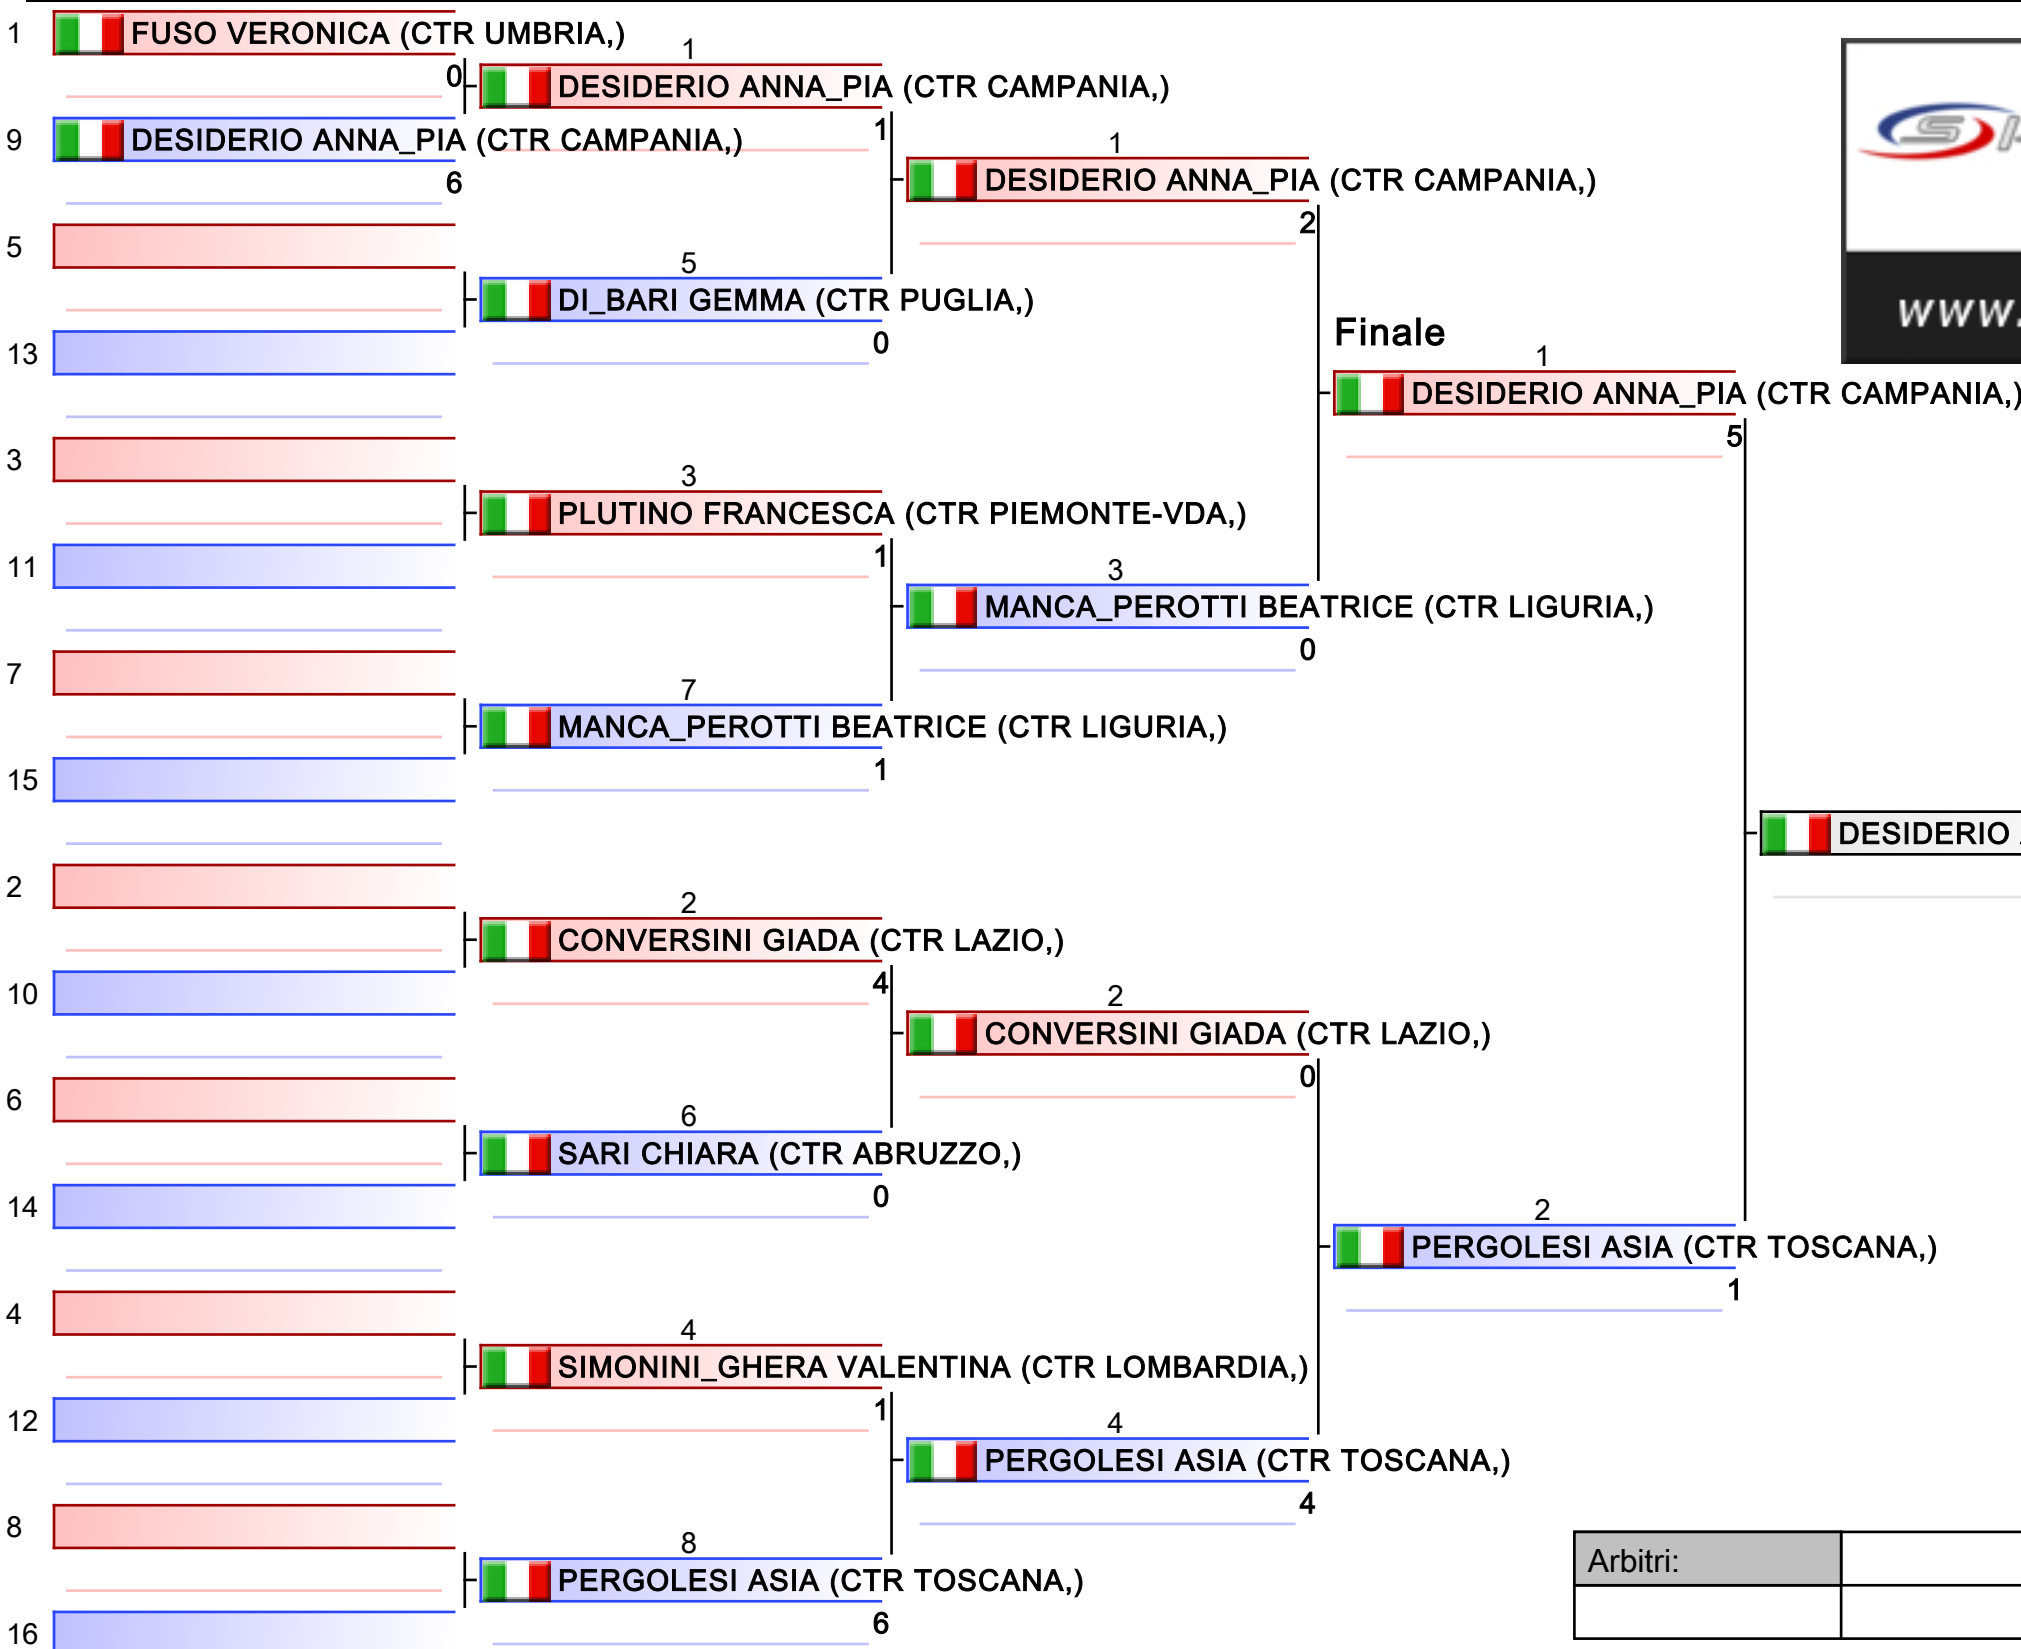 1 FUSO VERONICA (CTR UMBRIA,)
0
1
DESIDERIO ANNA_PIA (CTR CAMPANIA,)
9 DESIDERIO ANNA_PIA (CTR CAMPANIA,)
6
1
1
DESIDERIO ANNA_PIA (CTR CAMPANIA,)
2
5
5
DI_BARI GEMMA (CTR PUGLIA,)
0
13
Finale
1
DESIDERIO ANNA_PIA (CTR CAMPANIA,)
5
3
3
PLUTINO FRANCESCA (CTR PIEMONTE-VDA,)
1
11
3
MANCA_PEROTTI BEATRICE (CTR LIGURIA,)
0
7
7
MANCA_PEROTTI BEATRICE (CTR LIGURIA,)
1
15
DESIDERIO
2
2
CONVERSINI GIADA (CTR LAZIO,)
4
10
2
CONVERSINI GIADA (CTR LAZIO,)
0
6
6
SARI CHIARA (CTR ABRUZZO,)
0
14
2
PERGOLESI ASIA (CTR TOSCANA,)
1
4
4
SIMONINI_GHERA VALENTINA (CTR LOMBARDIA,)
1
12
4
PERGOLESI ASIA (CTR TOSCANA,)
4
8
8
PERGOLESI ASIA (CTR TOSCANA,)
6
16
Arbitri:
www.